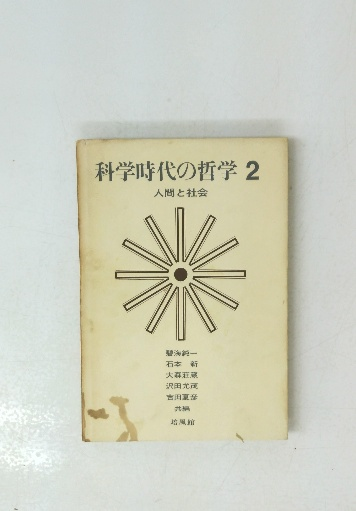 科学時代の哲学 2
人間と社会
碧海純一
石本 新
大森荘蔵
沢田允茂
吉田夏彦
共編
培風館